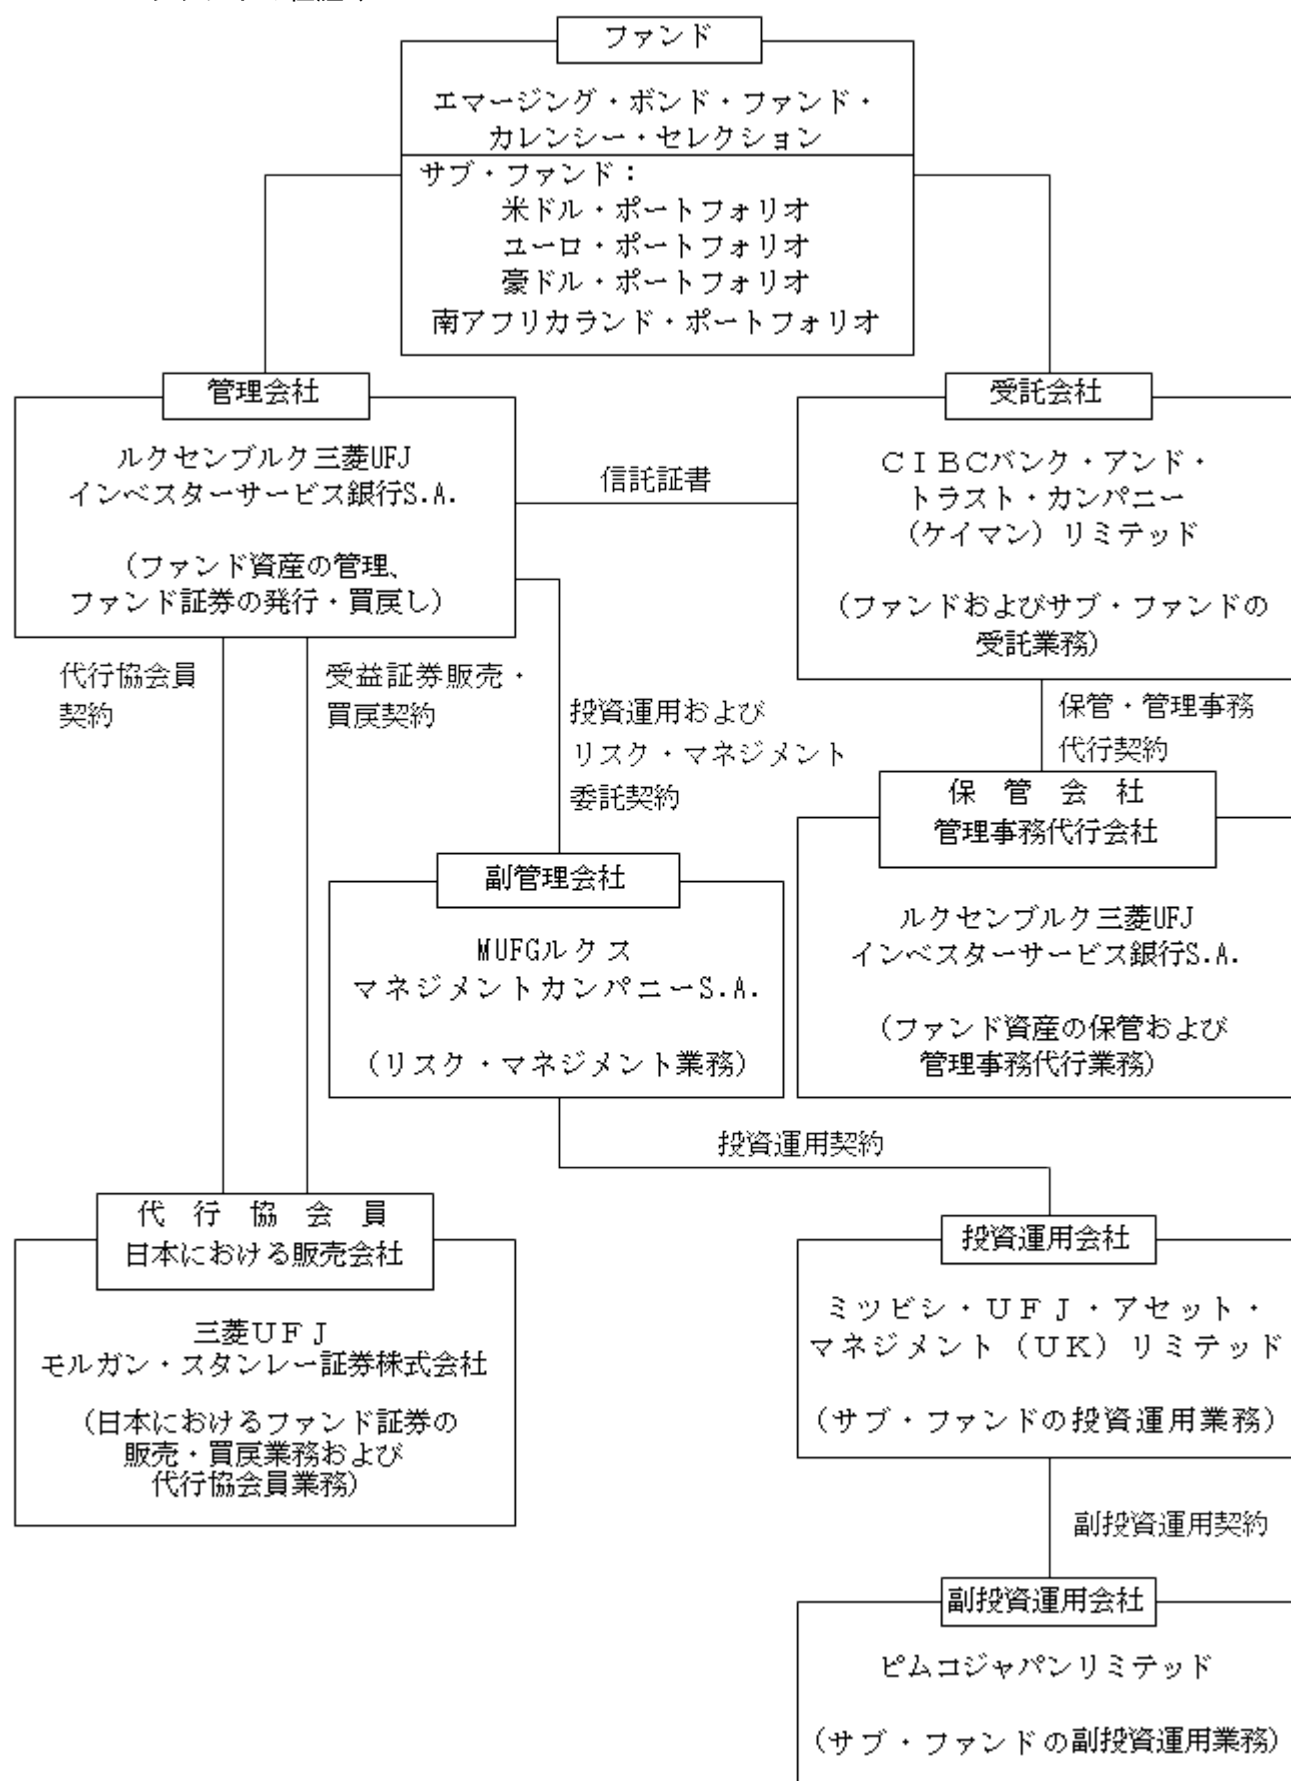 ファンド
エマージング・ボンド・ファンド・
カレンシー・セレクション
サブ・ファンド：
米ドル・ポートフォリオ
ユーロ・ポートフォリオ
豪ドル・ポートフォリオ
南アフリカランド・ポートフォリオ
管理会社
ルクセンブルク三菱UFJ
インベスターサービス銀行S.A.
（ファンド資産の管理、
ファンド証券の発行・買戻し）
信託証書
受託会社
ＣＩＢＣバンク・アンド・
トラスト・カンパニー
（ケイマン）リミテッド
（ファンドおよびサブ・ファンドの
受託業務）
代行協会員
契約
受益証券販売・
買戻契約
投資運用および
リスク・マネジメント
委託契約
保管・管理事務
代行契約
保管会社
管理事務代行会社
ルクセンブルク三菱UFJ
インベスターサービス銀行S.A.
（ファンド資産の保管および
管理事務代行業務）
副管理会社
MUFGルクス
マネジメントカンパニーS.A.
（リスク・マネジメント業務）
投資運用契約
代行協会員
日本における販売会社
三菱ＵＦＪ
モルガン・スタンレー証券株式会社
（日本におけるファンド証券の
販売・買戻業務および
代行協会員業務）
投資運用会社
ミツビシ・ＵＦＪ・アセット・
マネジメント（ＵＫ）リミテッド
（サブ・ファンドの投資運用業務）
副投資運用契約
副投資運用会社
ピムコジャパンリミテッド
（サブ・ファンドの副投資運用業務）